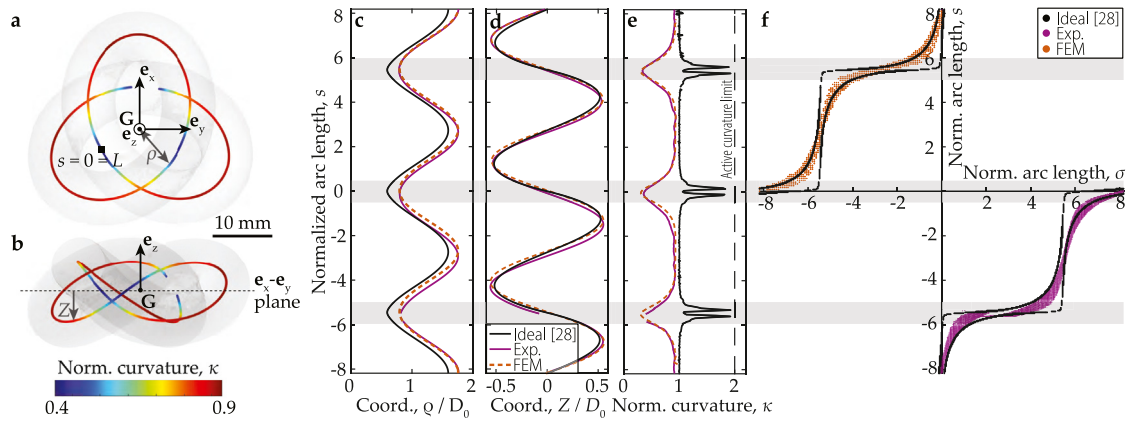 a
e_x
G
e_z
e_y
s = 0 = L
ρ
10 mm
b
e_z
e_x-e_y
plane
G
Z
Norm. curvature, κ
0.4
0.9
c
d
e
f
Normalized arc length, s
8
6
4
2
0
-2
-4
-6
-8
0
1
2
Coord., ϱ / D_0
-0.5
0
0.5
Coord., Z / D_0
Ideal [28]
Exp.
FEM
0
1
2
Norm. curvature, κ
Active curvature limit
Ideal [28]
Exp.
FEM
Norm. arc length, s
8
6
4
2
-8
-6
-4
-2
0
Norm. arc length, σ
2
4
6
8
-2
-4
-6
-8